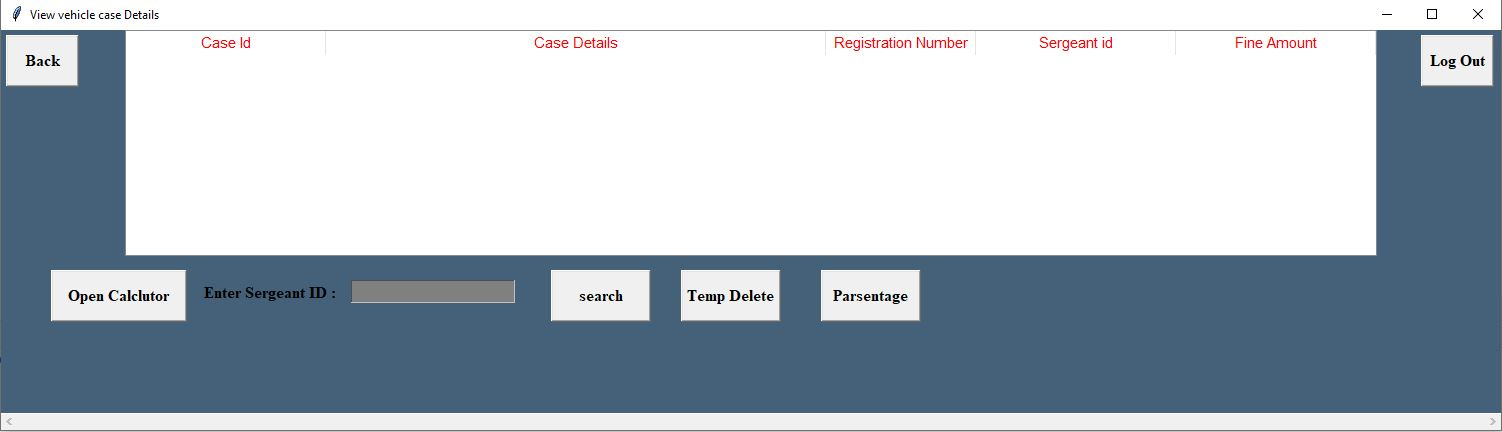 View vehicle case Details
Back
Case Id Case Details Registration Number Sergeant id Fine Amount
Log Out
Open Calclutor Enter Sergeant ID : search Temp Delete Parsentage